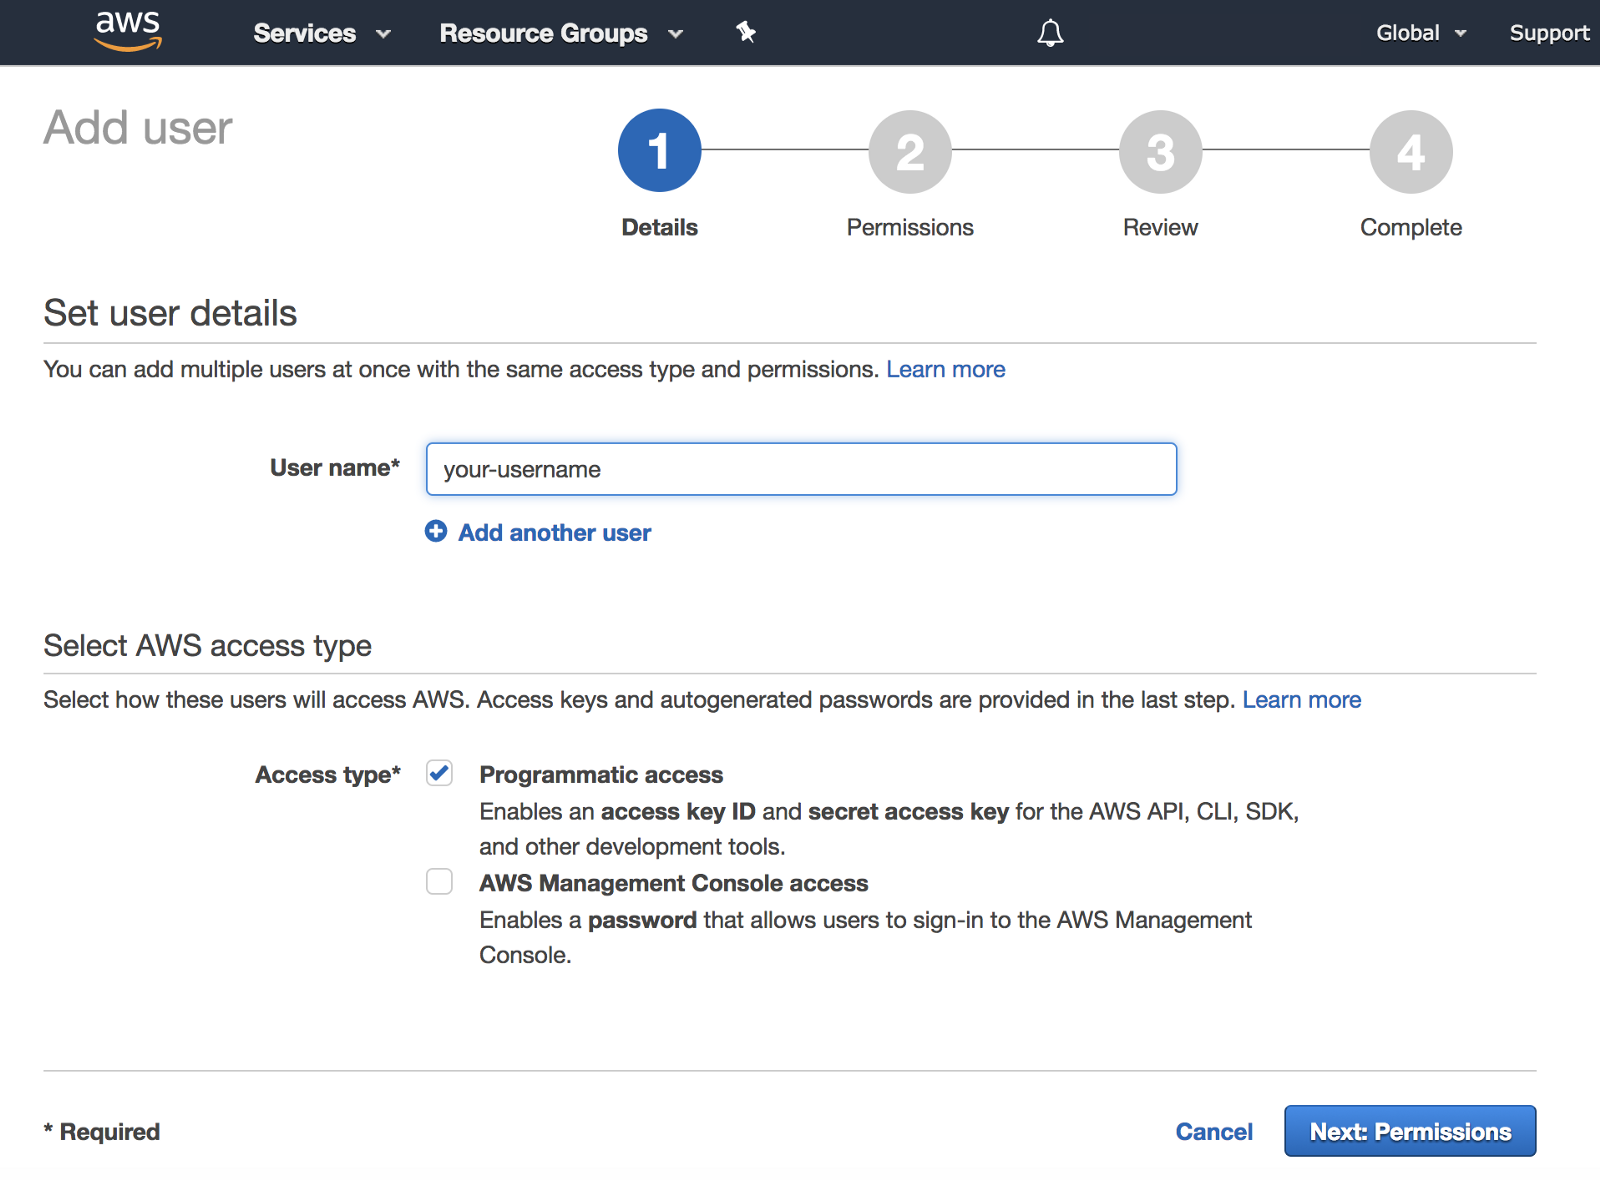 aws Services Resource Groups Global Support
Add user
1 2 3 4
Details Permissions Review Complete
Set user details
You can add multiple users at once with the same access type and permissions. Learn more
User name* your-username
Add another user
Select AWS access type
Select how these users will access AWS. Access keys and autogenerated passwords are provided in the last step. Learn more
Access type* Programmatic access
Enables an access key ID and secret access key for the AWS API, CLI, SDK,
and other development tools.
AWS Management Console access
Enables a password that allows users to sign-in to the AWS Management
Console.
* Required Cancel Next: Permissions